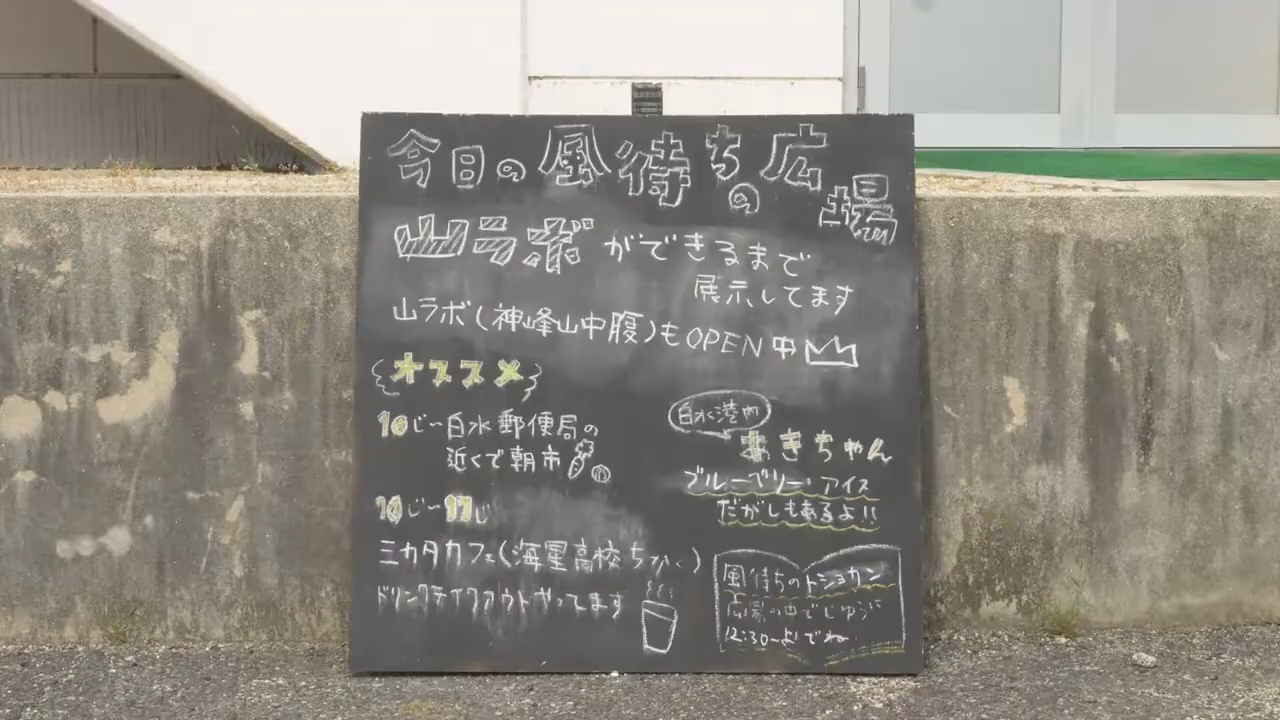 今日の風待ちの広場
山ラボができるまで
展示してます
山ラボ(神峰山中腹)もOPEN中
オススメ
10じ～白水郵便局の
近くで朝市
10じ～17じ
ミカタカフェ(海星高校ちかく)
ドリンクテイクアウトやってます
白水港内
あきちゃん
ブルーベリー・アイス
だがしもあるよ!!
風待ちのトショカン
広場の中でじゆうに
12:30～よんでね